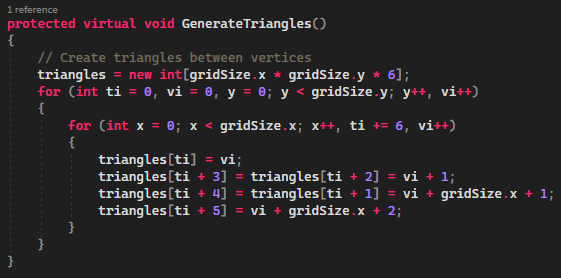 1 reference
protected virtual void GenerateTriangles()
{
// Create triangles between vertices
triangles = new int[gridSize.x * gridSize.y * 6];
for (int ti = 0, vi = 0, y = 0; y < gridSize.y; y++, vi++)
{
for (int x = 0; x < gridSize.x; x++, ti += 6, vi++)
{
triangles[ti] = vi;
triangles[ti + 3] = triangles[ti + 2] = vi + 1;
triangles[ti + 4] = triangles[ti + 1] = vi + gridSize.x + 1;
triangles[ti + 5] = vi + gridSize.x + 2;
}
}
}